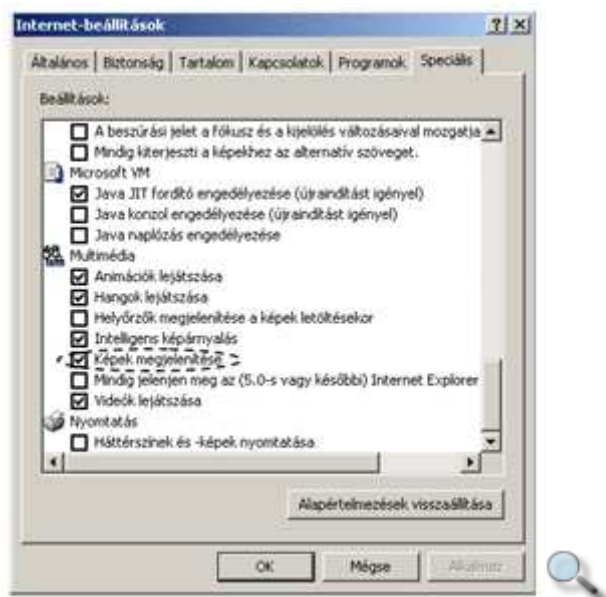 Internet-beállítások
Általános
Biztonság
Tartalom
Kapcsolatok
Programok
Speciális
Beállítások:
A beszúrási jelet a fókusz és a kijelölés változásaival mozgatja
Mindig kiterjeszti a képekhez az alternatív szöveget.
Microsoft VM
Java JIT fordító engedélyezése (újraindítást igényel)
Java konzol engedélyezése (újraindítást igényel)
Java naplózás engedélyezése
Multimédia
Animációk lejátszása
Hangok lejátszása
Helyőrzők megjelenítése a képek letöltésekor
Intelligens képárnyalás
Képek megjelenítése
Mindig jelenjen meg az (5.0-s vagy későbbi) Internet Explorer
Videók lejátszása
Nyomtatás
Háttérszínek és -képek nyomtatása
Alapértelmezések visszaállítása
OK
Mégse
Alkalmaz